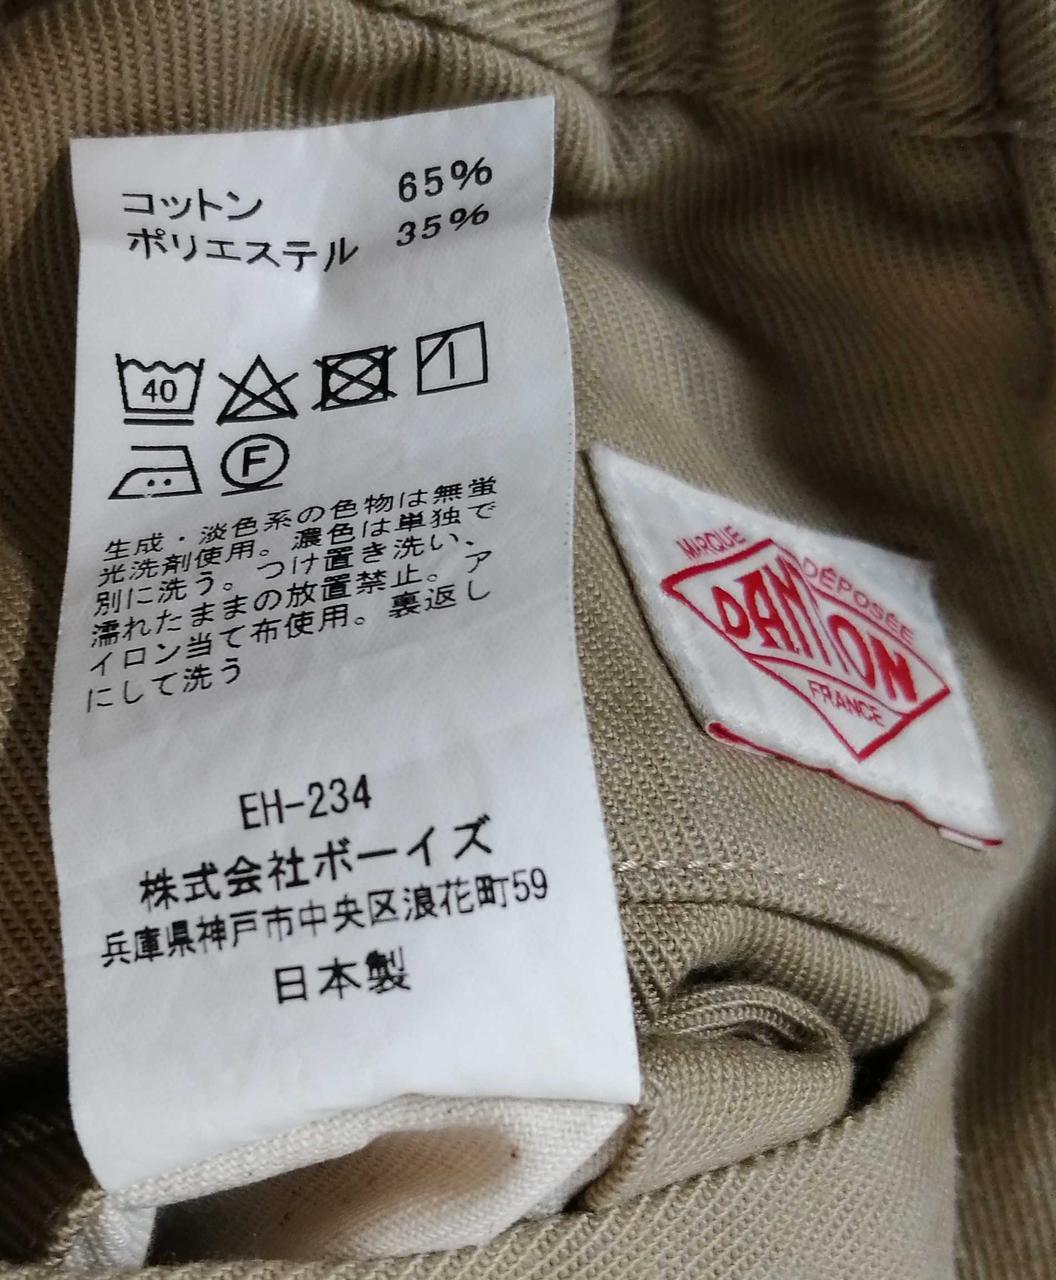 コットン 65%
ポリエステル 35%
40
F
生成・淡色系の色物は無蛍
光洗剤使用。濃色は単独で
別に洗う。つけ置き洗い、
濡れたままの放置禁止。ア
イロン当て布使用。裏返し
にして洗う
EH-234
株式会社ボーイズ
兵庫県神戸市中央区浪花町59
日本製
MARQUE DÉPOSÉE
DANTON
FRANCE